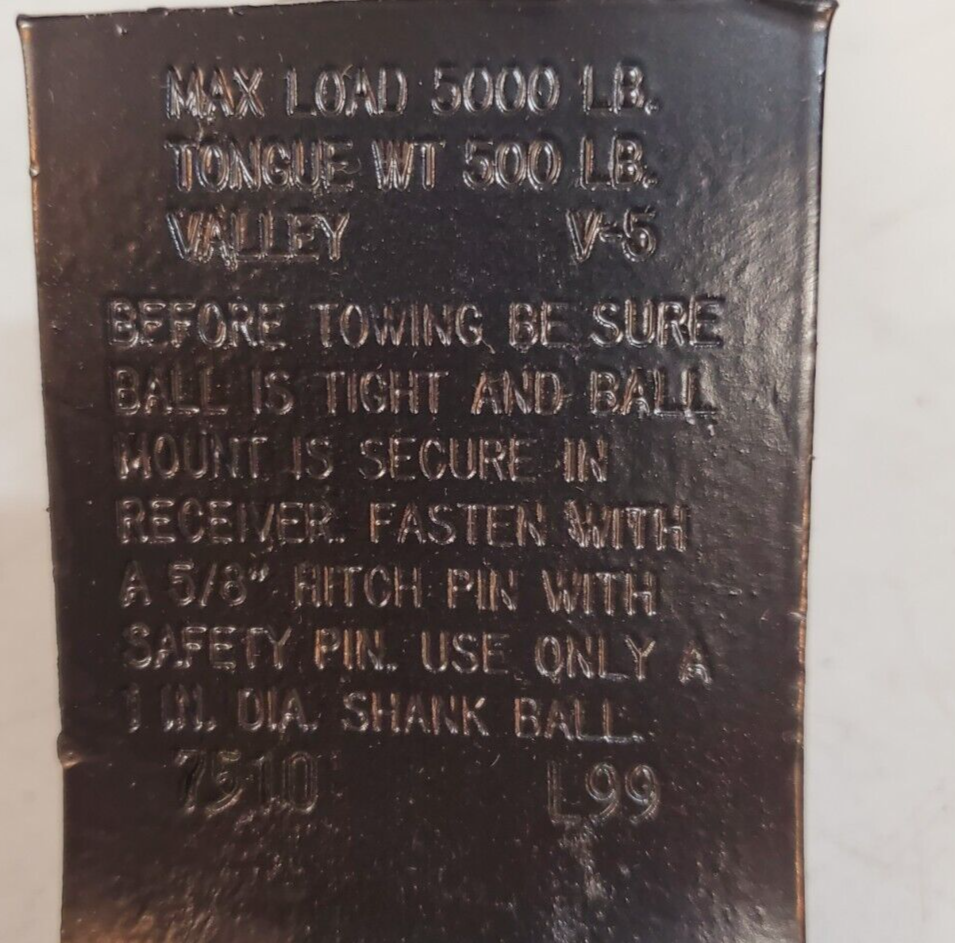 MAX LOAD 5000 LB.
TONGUE WT 500 LB.
VALLEY V-5
BEFORE TOWING, BE SURE
BALL IS TIGHT AND BALL
MOUNT IS SECURE IN
RECEIVER. FASTEN WITH
A 5/8" HITCH PIN WITH
SAFETY PIN. USE ONLY A
1 IN. DIA. SHANK BALL.
7510 L99